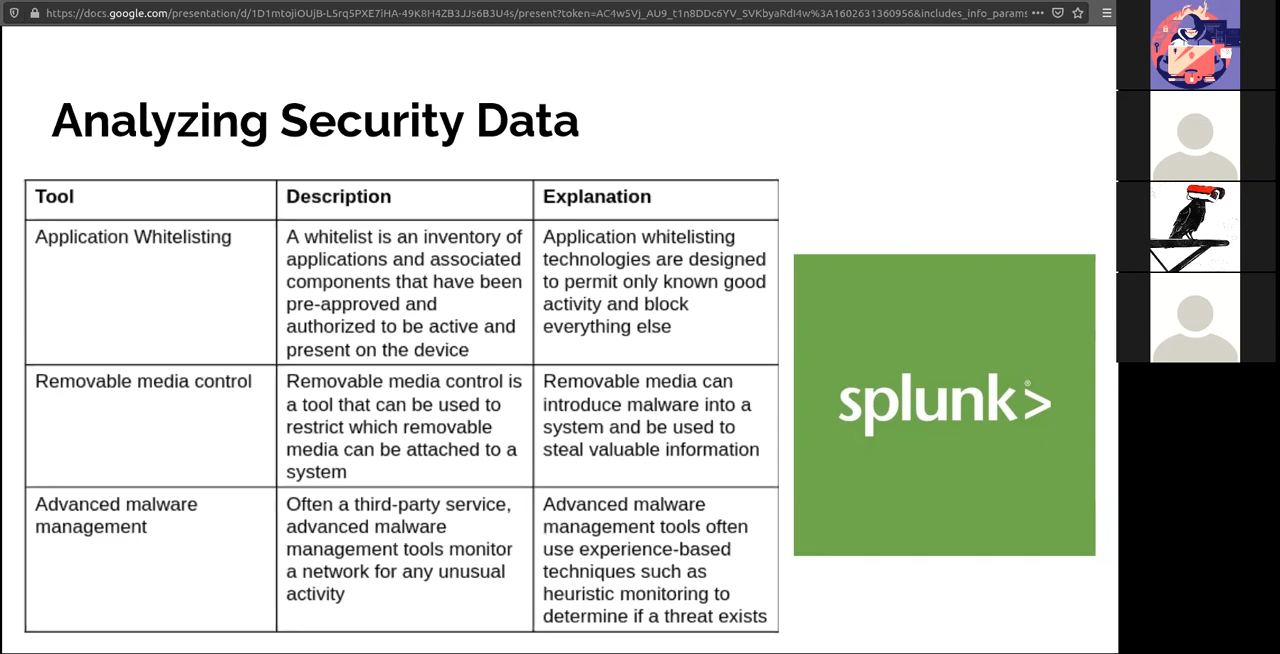 https://docs.google.com/presentation/d/1D1mtojiOUjB-L5rq5PXE7iHA-49K8H4ZB3JJs6B3U4s/present?token=AC4w5Vj_AU9_t1n8DDc6YV_SVKbyaRdI4w%3A1602631360956&includes_info_params
Analyzing Security Data
Tool Description Explanation
Application Whitelisting
A whitelist is an inventory of
applications and associated
components that have been
pre-approved and
authorized to be active and
present on the device
Application whitelisting
technologies are designed
to permit only known good
activity and block
everything else
Removable media control
Removable media control is
a tool that can be used to
restrict which removable
media can be attached to a
system
Removable media can
introduce malware into a
system and be used to
steal valuable information
Advanced malware
management
Often a third-party service,
advanced malware
management tools monitor
a network for any unusual
activity
Advanced malware
management tools often
use experience-based
techniques such as
heuristic monitoring to
determine if a threat exists
splunk>®